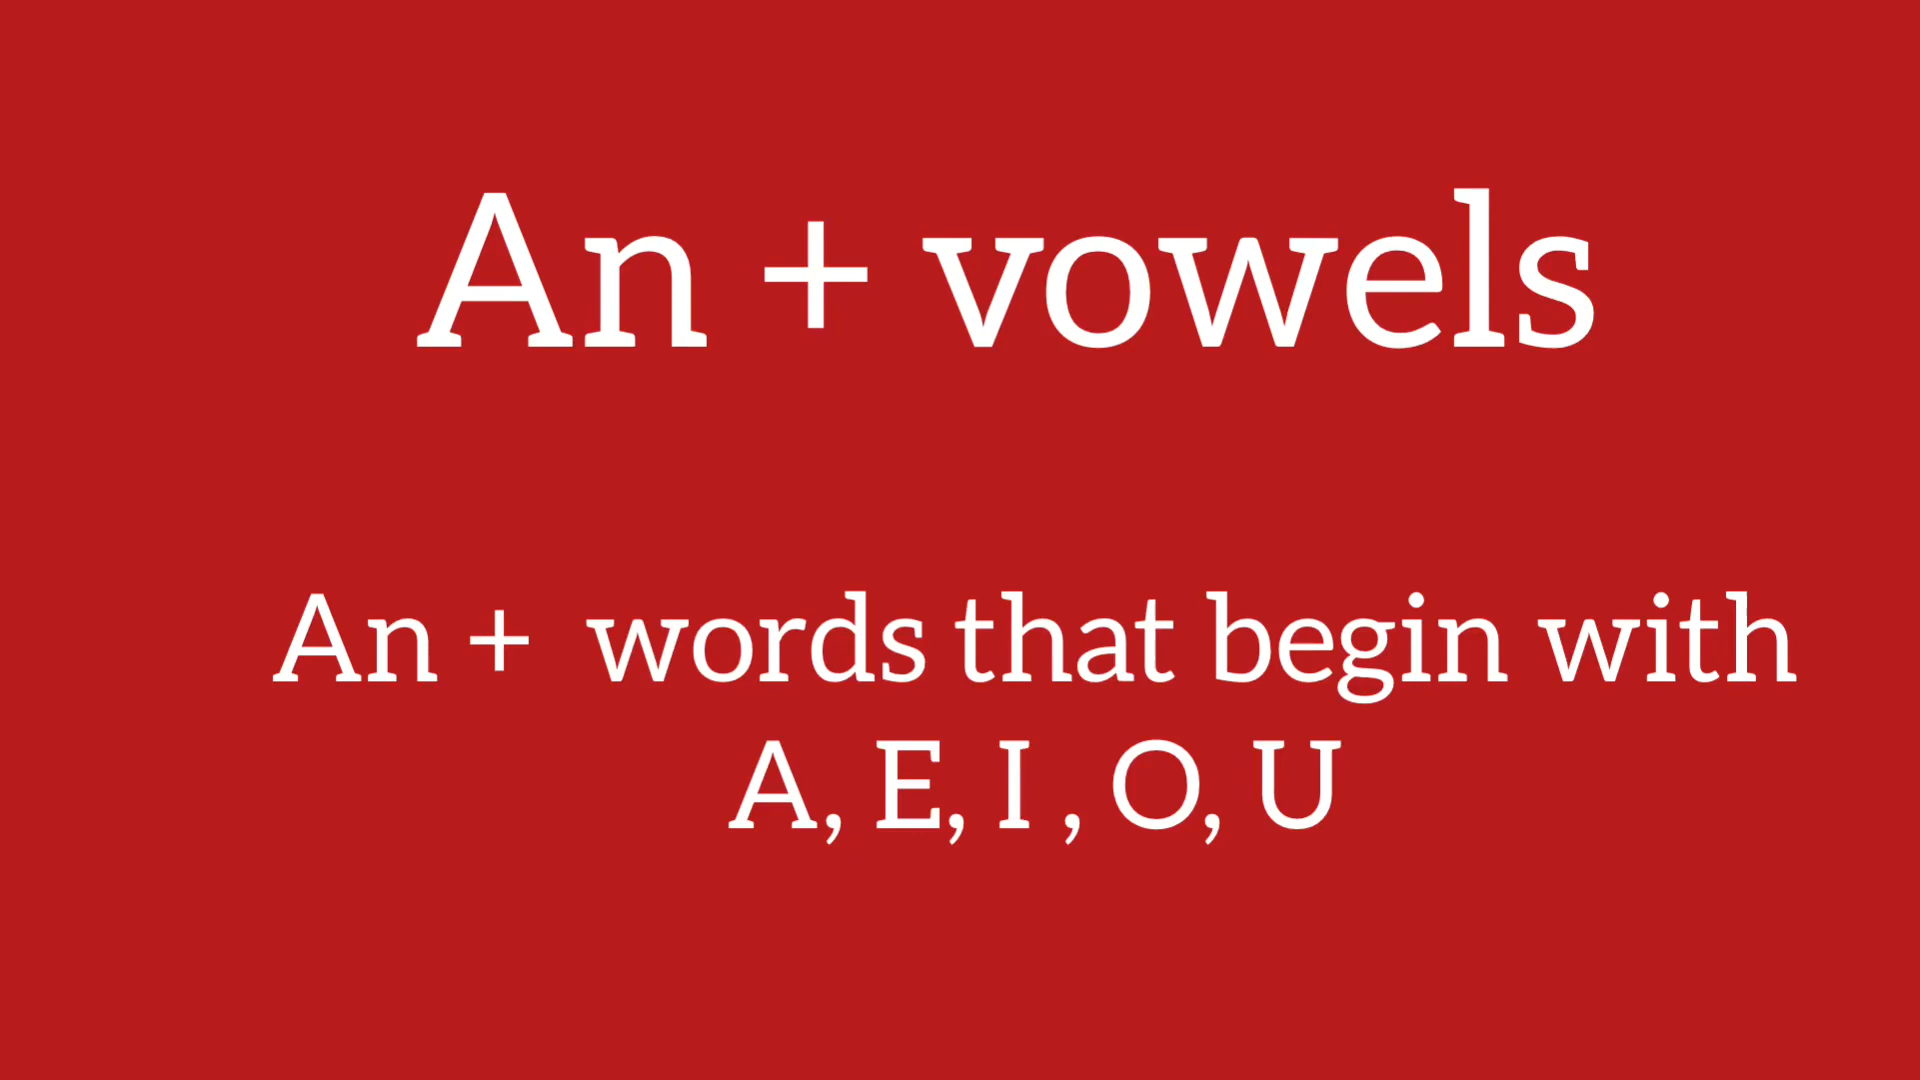 An + vowels
An + words that begin with
A, E, I , O, U